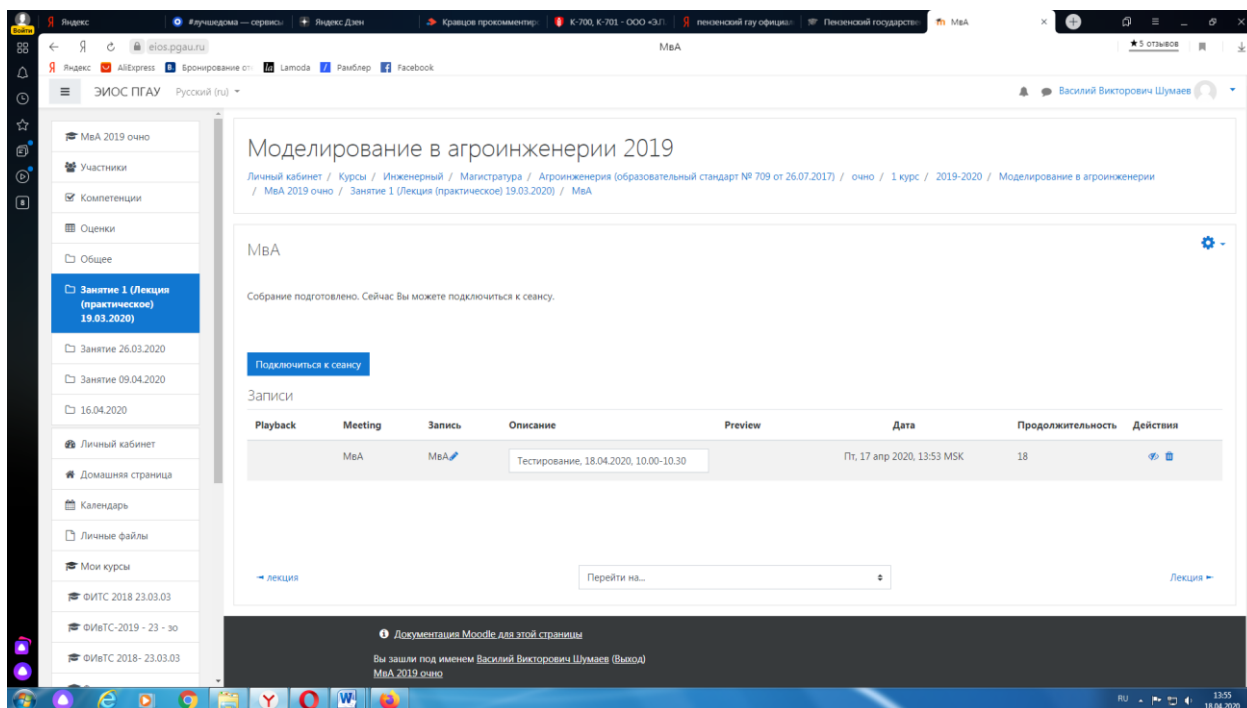 Яндекс
#лучшедома — сервисы
Яндекс Дзен
Кравцов прокомментир
К-700, К-701 - ООО «ЭЛ
пензенский гау официал
Пензенский государстве
МвА
Войти
eios.pgau.ru
МвА
★ 5 отзывов
Яндекс
AliExpress
Бронирование от
Lamoda
Рамблер
Facebook
ЭИОС ПГАУ
Русский (ru)
Василий Викторович Шумаев
МвА 2019 очно
Участники
Компетенции
Оценки
Общее
Занятие 1 (Лекция
(практическое)
19.03.2020)
Занятие 26.03.2020
Занятие 09.04.2020
16.04.2020
Личный кабинет
Домашняя страница
Календарь
Личные файлы
Мои курсы
ФИТС 2018 23.03.03
ФИвТС-2019 - 23 - зо
ФИвТС 2018- 23.03.03
Моделирование в агроинженерии 2019
Личный кабинет / Курсы / Инженерный / Магистратура / Агроинженерия (образовательный стандарт № 709 от 26.07.2017) / очно / 1 курс / 2019-2020 / Моделирование в агроинженерии
/ МвА 2019 очно / Занятие 1 (Лекция (практическое) 19.03.2020) / МвА
МвА
Собрание подготовлено. Сейчас Вы можете подключиться к сеансу.
Подключиться к сеансу
Записи
Playback Meeting Запись Описание Preview Дата Продолжительность Действия
МвА МвА Тестирование, 18.04.2020, 10.00-10.30 Пт, 17 апр 2020, 13:53 MSK 18
◄ лекция
Перейти на...
Лекция ►
Документация Moodle для этой страницы
Вы зашли под именем Василий Викторович Шумаев (Выход)
МвА 2019 очно
RU
13:55
18.04.2020